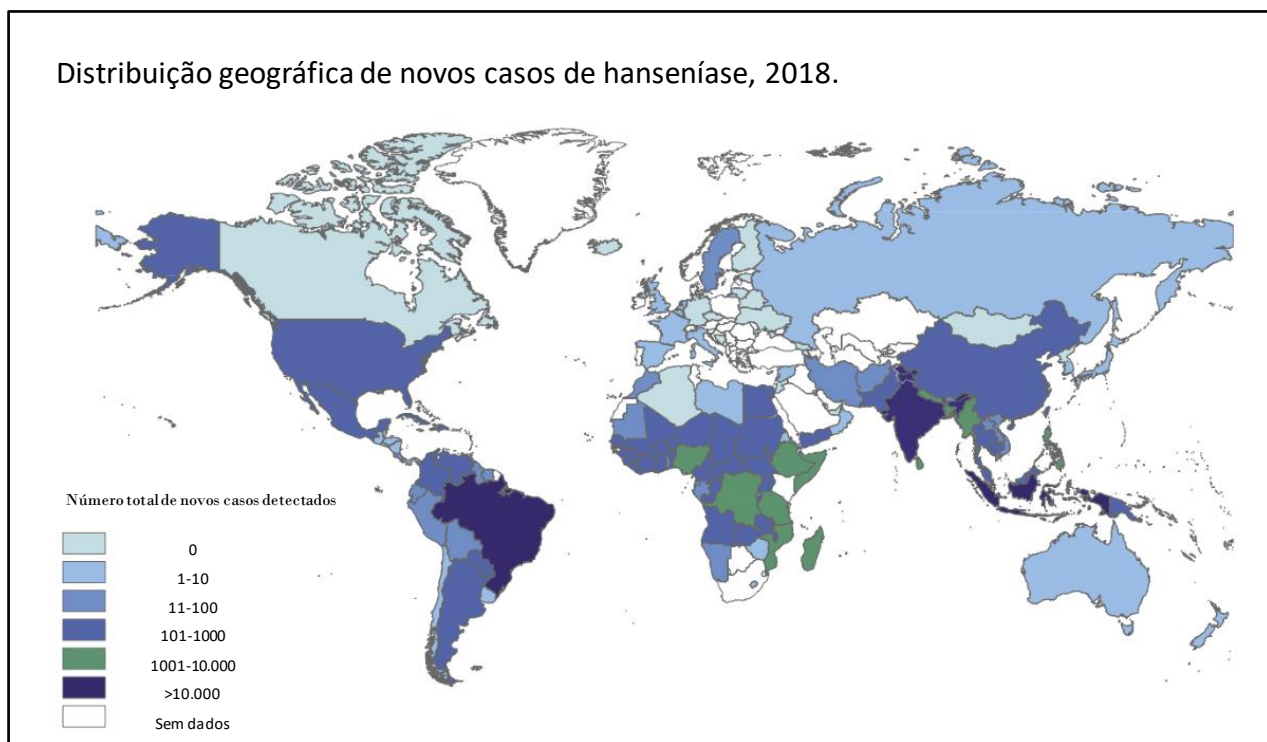 Distribuição geográfica de novos casos de hanseníase, 2018.
Número total de novos casos detectados
0
1-10
11-100
101-1000
1001-10.000
>10.000
Sem dados